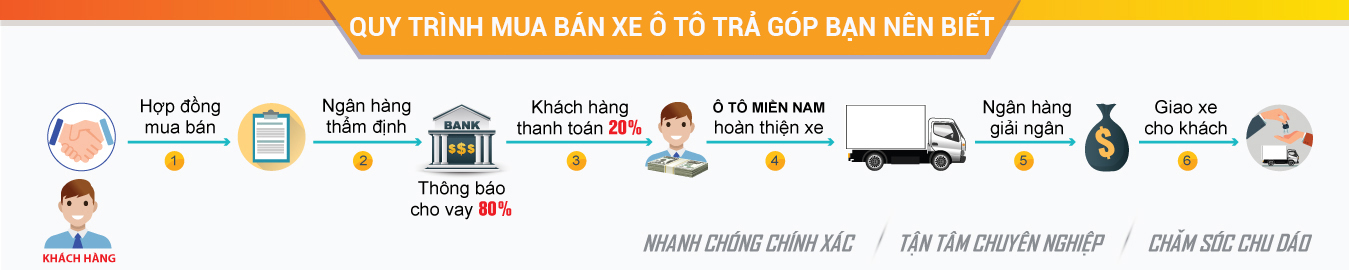 QUY TRÌNH MUA BÁN XE Ô TÔ TRẢ GÓP BẠN NÊN BIẾT
Hợp đồng
mua bán
1
Ngân hàng
thẩm định
2
BANK
$$$
Thông báo
cho vay 80%
Khách hàng
thanh toán 20%
3
Ô TÔ MIỀN NAM
hoàn thiện xe
4
Ngân hàng
giải ngân
5
$
Giao xe
cho khách
6
KHÁCH HÀNG
NHANH CHÓNG CHÍNH XÁC / TẬN TÂM CHUYÊN NGHIỆP / CHĂM SÓC CHU DÁO